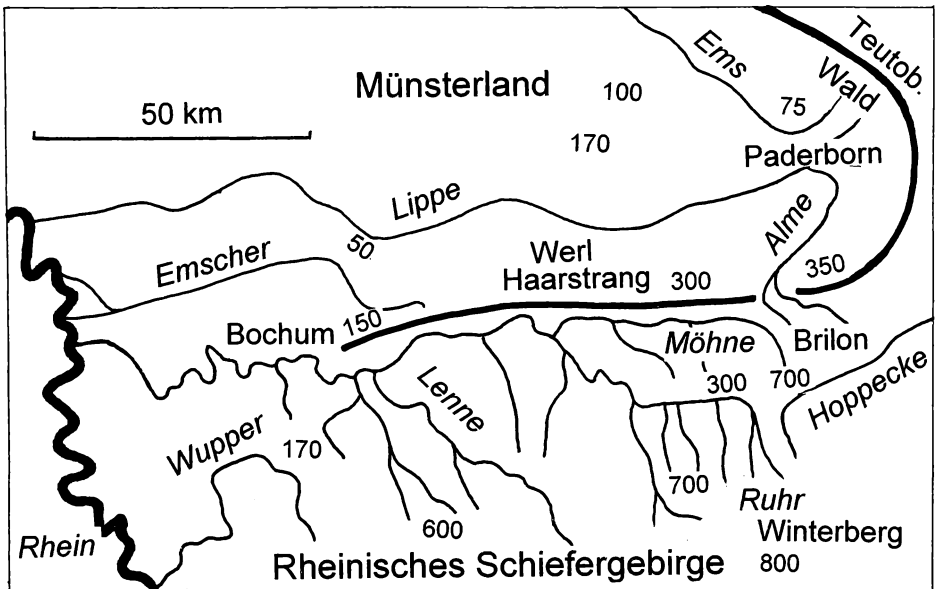 Teutob.
Wald
Ems
Münsterland
100
75
50 km
170
Paderborn
Lippe
Alme
50
Emscher
Werl
Haarstrang
300
350
Bochum
150
Möhne
Brilon
Lenne
300
700
Hoppecke
Wupper
170
700
Ruhr
600
Winterberg
Rhein
Rheinisches Schiefergebirge
800